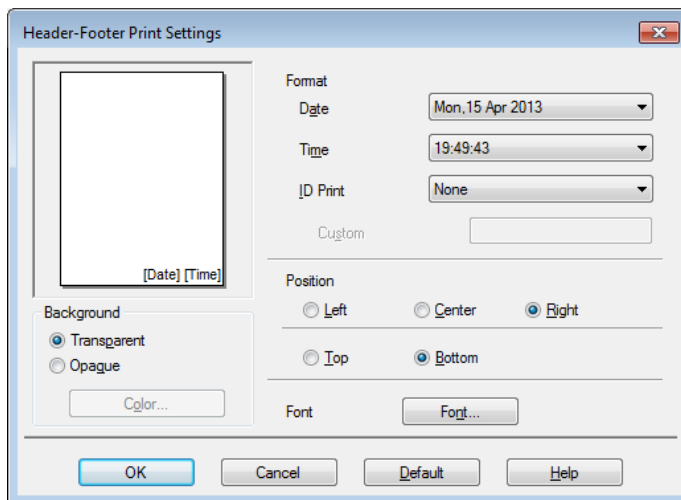 Header-Footer Print Settings
Format
Date Mon,15 Apr 2013
Time 19:49:43
ID Print None
Custom
[Date] [Time]
Position
Left Center Right
Top Bottom
Background
Transparent
Opaque
Color...
Font Font...
OK Cancel Default Help